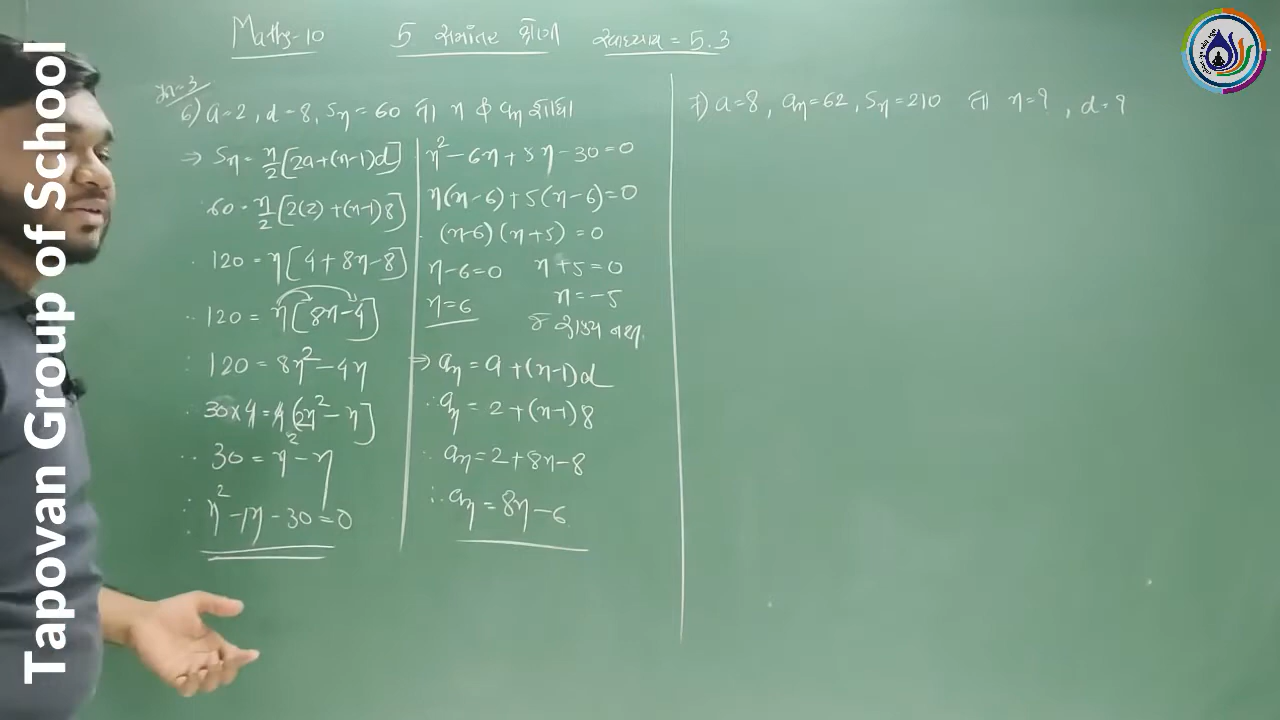 Tapovan Group of School
Maths-10 5 સમાંતર શ્રેણી સ્વાધ્યાય = 5.3
પ્ર-3
6) a=2, d=8, Sn=60 તો n દ an શોધો
⇒ Sn = n/2 [2a+(n-1)d]
60 = n/2 [2(2)+(n-1)8]
∴ 120 = n[4+8n-8]
∴ 120 = n[8n-4]
∴ 120 = 8n²-4n
∴ 30×4 = 4[2n²-n]
∴ 30 = n²-n
∴ n²-1n-30=0
n²-6n+5n-30=0
n(n-6)+5(n-6)=0
(n-6)(n+5)=0
n-6=0 n+5=0
n=6 n=-5
જે શક્ય નથી.
⇒ an = a+(n-1)d
∴ an = 2+(n-1)8
∴ an = 2+8n-8
∴ an = 8n-6
7) a=8, an=62, Sn=210 તો n=?, d=?